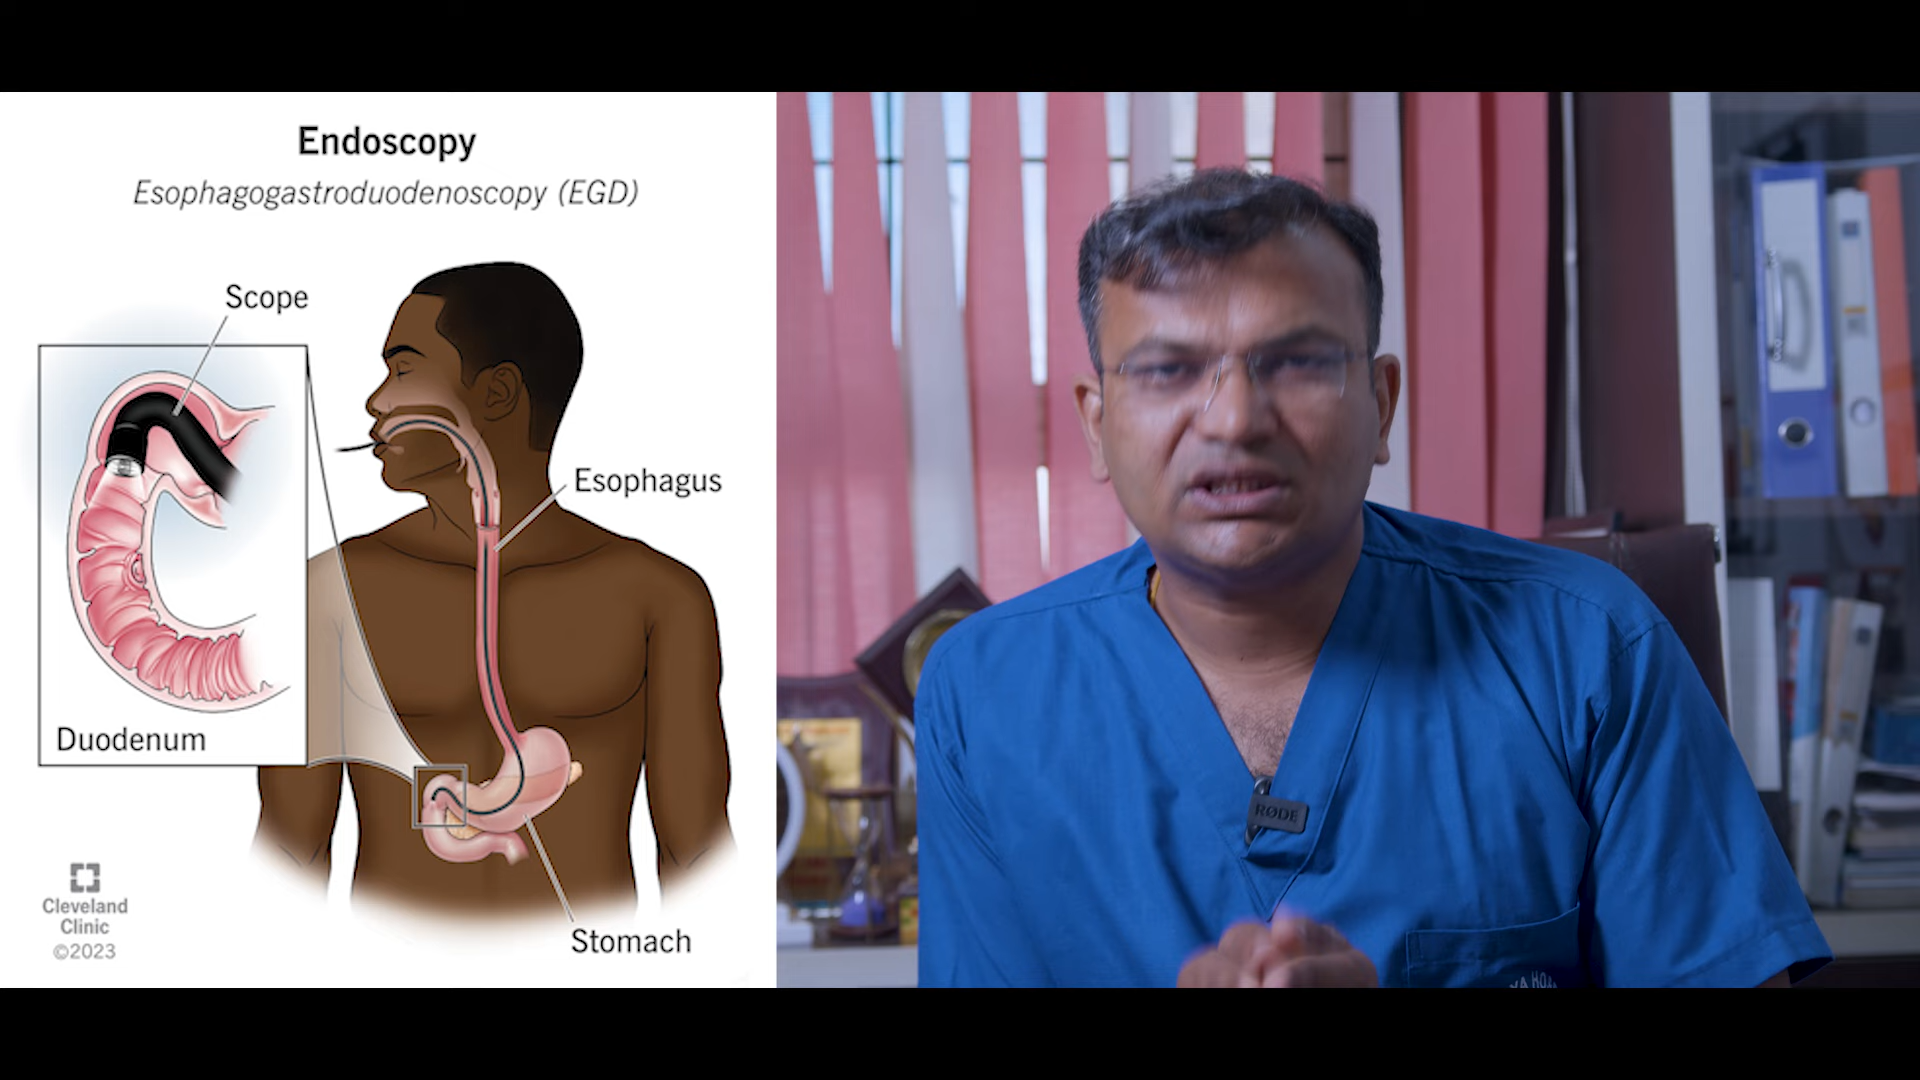 Endoscopy
Esophagogastroduodenoscopy (EGD)
Scope
Esophagus
Duodenum
Stomach
Cleveland
Clinic
©2023
RØDE